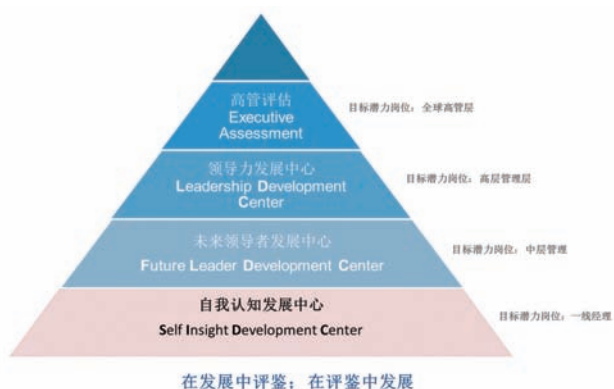 高管评估
Executive
Assessment
目标潜力岗位：全球高管层
领导力发展中心
Leadership Development
Center
目标潜力岗位：高层管理层
未来领导者发展中心
Future Leader Development Center
目标潜力岗位：中层管理
自我认知发展中心
Self Insight Development Center
目标潜力岗位：一线经理
在发展中评鉴；在评鉴中发展